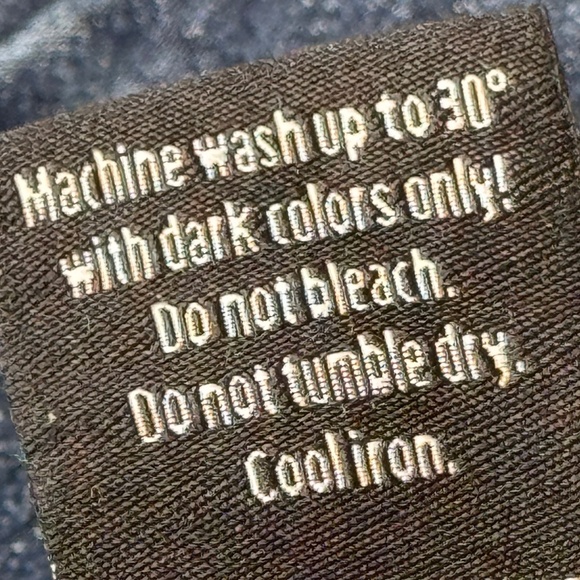 Machine wash up to 30°
with dark colors only!
Do not bleach.
Do not tumble dry.
Cool iron.